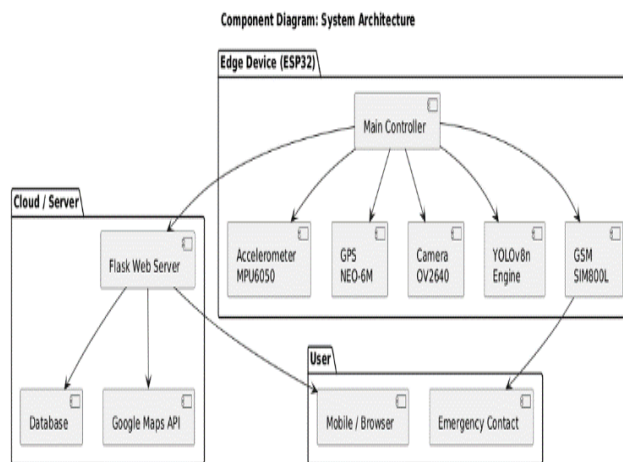 Component Diagram: System Architecture
Edge Device (ESP32)
Main Controller
Cloud / Server
Flask Web Server
Accelerometer
MPU6050
GPS
NEO-6M
Camera
OV2640
YOLOv8n
Engine
GSM
SIM800L
User
Database
Google Maps API
Mobile / Browser
Emergency Contact